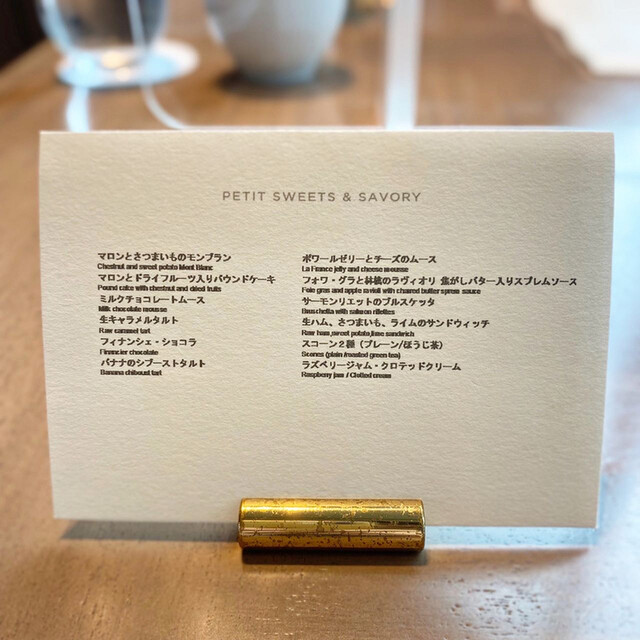 PETIT SWEETS & SAVORY
マロンとさつまいものモンブラン
Chestnut and sweet potato Mont Blanc
マロンとドライフルーツ入りパウンドケーキ
Pound cake with chestnut and dried fruits
ミルクチョコレートムース
Milk chocolate mousse
生キャラメルタルト
Raw caramel tart
フィナンシェ・ショコラ
Financier chocolate
バナナのシブーストタルト
Banana chiboust tart
ポワールゼリーとチーズのムース
La France jelly and cheese mousse
フォワ・グラと林檎のラヴィオリ 焦がしバター入りスプレムソース
Foie gras and apple ravioli with charred butter spreme sauce
サーモンリエットのブルスケッタ
Bruschetta with salmon rillettes
生ハム、さつまいも、ライムのサンドウィッチ
Raw ham,sweet potato,lime sandwich
スコーン2種(プレーン/ほうじ茶)
Scones (plain /roasted green tea)
ラズベリージャム・クロテッドクリーム
Raspberry jam / Clotted cream